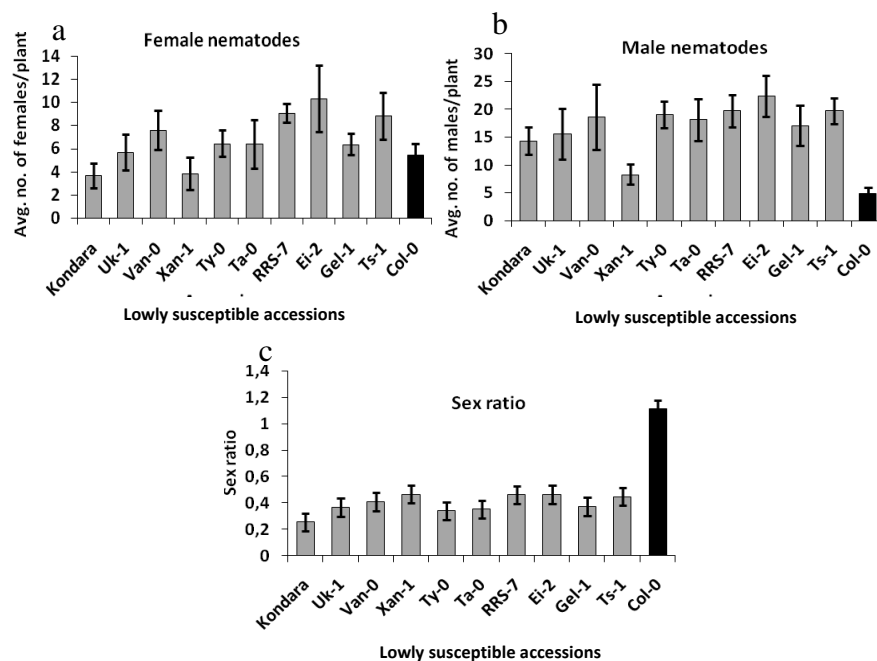 a
Female nematodes
Avg. no. of females/plant
14
12
10
8
6
4
2
0
Kondara
Uk-1
Van-0
Xan-1
Ty-0
Ta-0
RRS-7
Ei-2
Gel-1
Ts-1
Col-0
Lowly susceptible accessions
b
Male nematodes
Avg. no. of males/plant
30
25
20
15
10
5
0
Kondara
Uk-1
Van-0
Xan-1
Ty-0
Ta-0
RRS-7
Ei-2
Gel-1
Ts-1
Col-0
Lowly susceptible accessions
c
Sex ratio
Sex ratio
1,4
1,2
1
0,8
0,6
0,4
0,2
0
Kondara
Uk-1
Van-0
Xan-1
Ty-0
Ta-0
RRS-7
Ei-2
Gel-1
Ts-1
Col-0
Lowly susceptible accessions